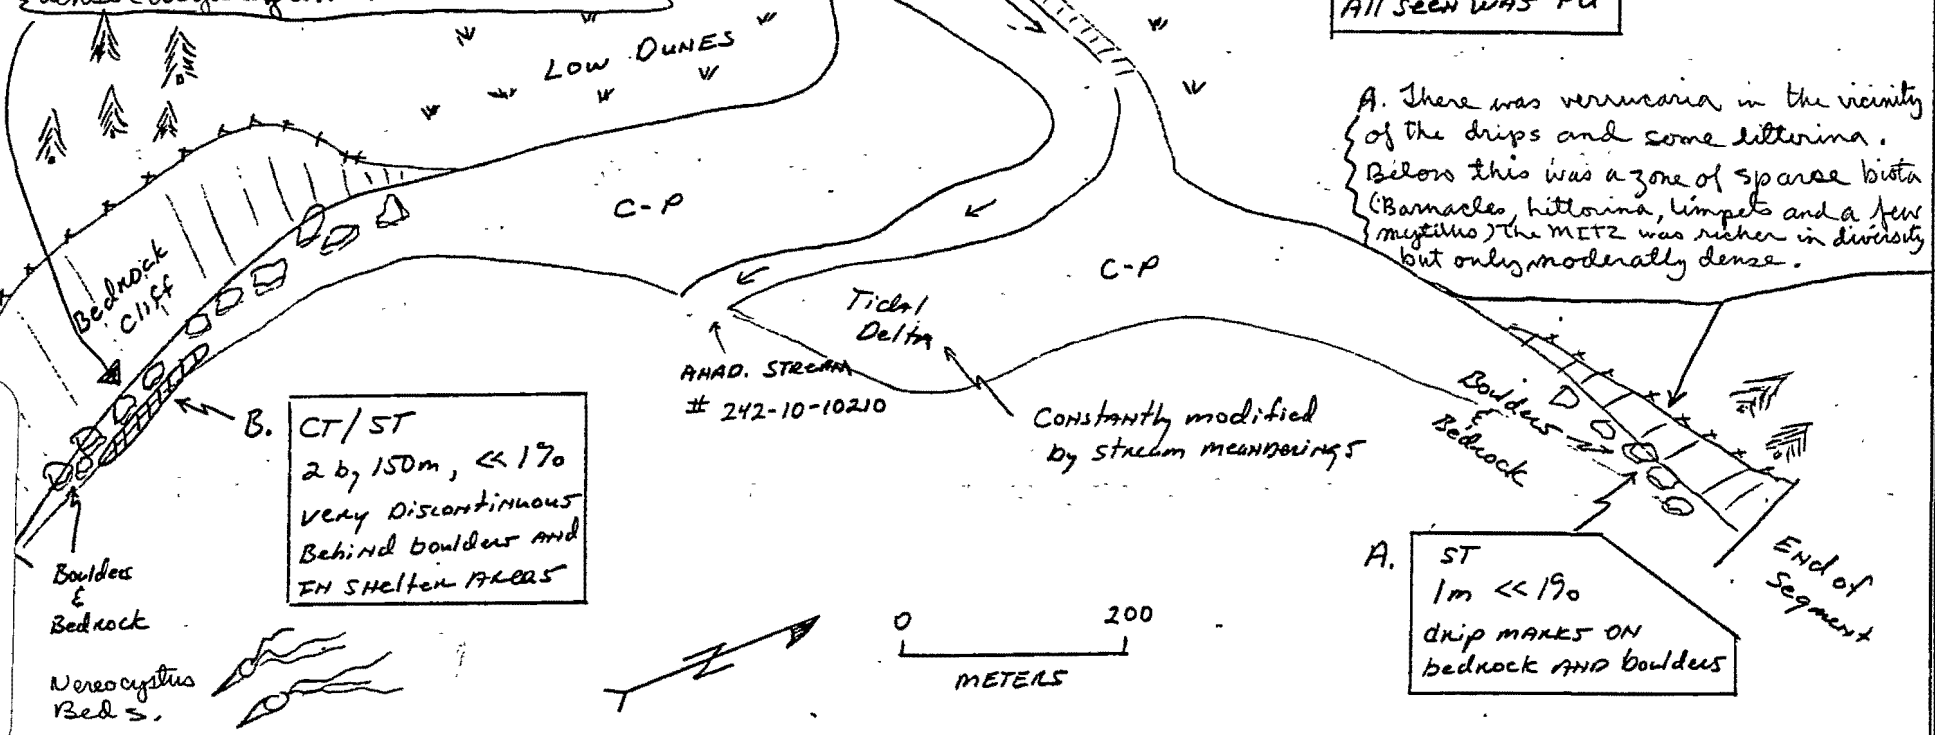 All SEEN WAS FU
LOW DUNES
A. There was verrucaria in the vicinity
of the drips and some littorina.
Below this was a zone of sparse biota
(Barnacles, Littorina, limpets and a few
mytilus) The MITZ was richer in diversity
but only moderatly dense.
C-P
C-P
Bedrock
Cliff
Tidal
Delta
AHAD. STREAM
# 242-10-10210
Constantly modified
by stream meanderings
Boulders
&
Bedrock
B.
CT/ST
2 by 150m, <<1%
very Discontinuous
Behind boulders AND
IN SHelter AReas
Boulders
&
Bedrock
Nereocystus
Beds.
N
0 200
METERS
A.
ST
1m <<1%
drip MARKS ON
bedrock AND boulders
END of
Segment